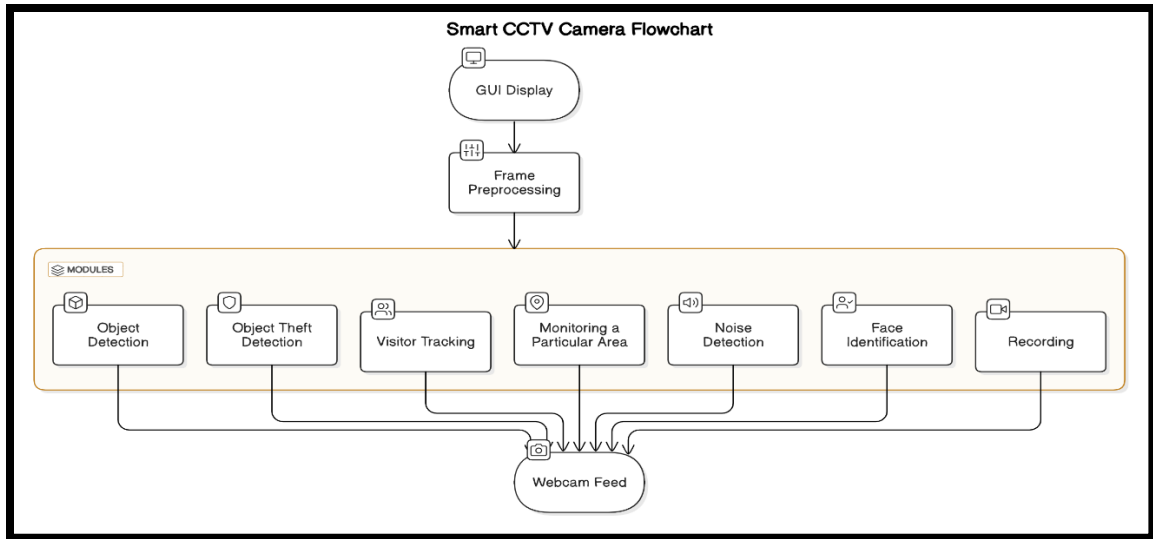 Smart CCTV Camera Flowchart
GUI Display
Frame
Preprocessing
MODULES
Object
Detection
Object Theft
Detection
Visitor Tracking
Monitoring a
Particular Area
Noise
Detection
Face
Identification
Recording
Webcam Feed